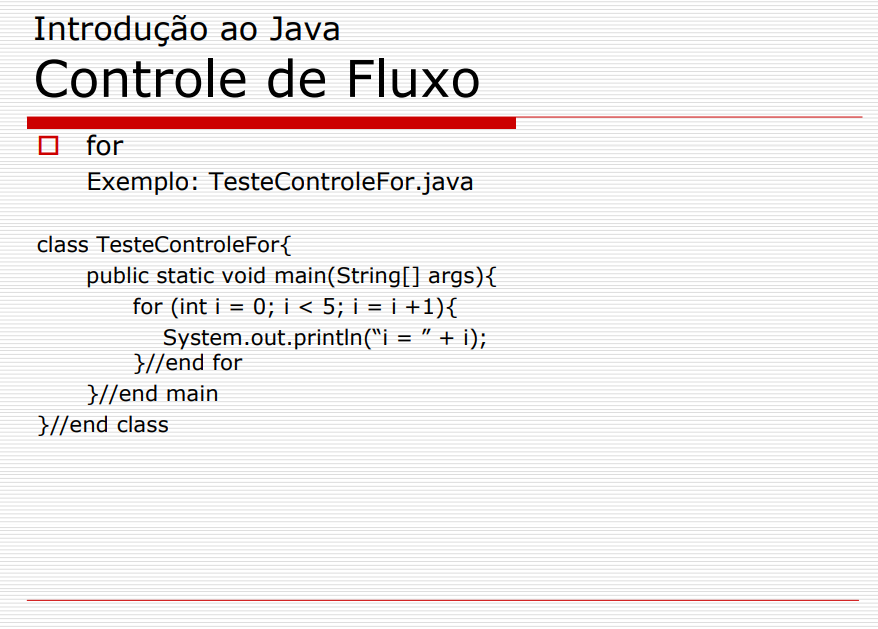 Introdução ao Java
Controle de Fluxo
for
Exemplo: TesteControleFor.java
class TesteControleFor{
public static void main(String[] args){
for (int i = 0; i < 5; i = i +1){
System.out.println(“i = ” + i);
}//end for
}//end main
}//end class